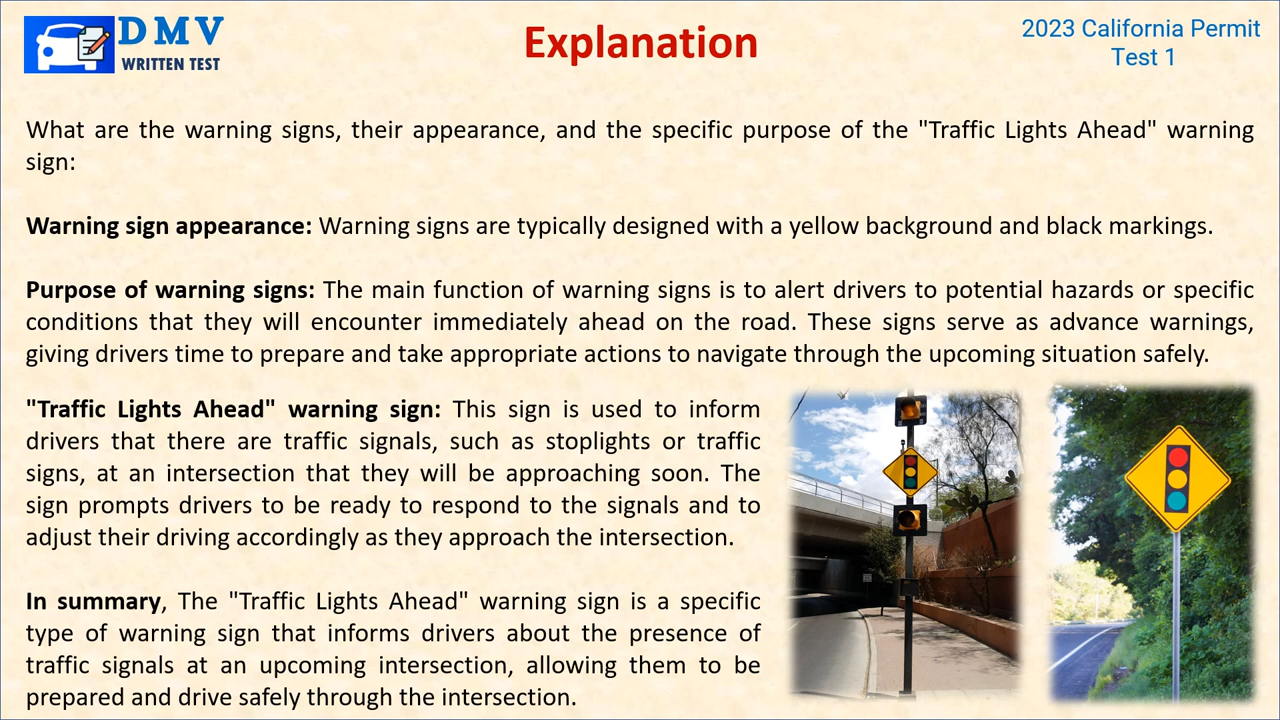 DMV
WRITTEN TEST
Explanation
2023 California Permit
Test 1
What are the warning signs, their appearance, and the specific purpose of the "Traffic Lights Ahead" warning
sign:
Warning sign appearance: Warning signs are typically designed with a yellow background and black markings.
Purpose of warning signs: The main function of warning signs is to alert drivers to potential hazards or specific
conditions that they will encounter immediately ahead on the road. These signs serve as advance warnings,
giving drivers time to prepare and take appropriate actions to navigate through the upcoming situation safely.
"Traffic Lights Ahead" warning sign: This sign is used to inform
drivers that there are traffic signals, such as stoplights or traffic
signs, at an intersection that they will be approaching soon. The
sign prompts drivers to be ready to respond to the signals and to
adjust their driving accordingly as they approach the intersection.
In summary, The "Traffic Lights Ahead" warning sign is a specific
type of warning sign that informs drivers about the presence of
traffic signals at an upcoming intersection, allowing them to be
prepared and drive safely through the intersection.